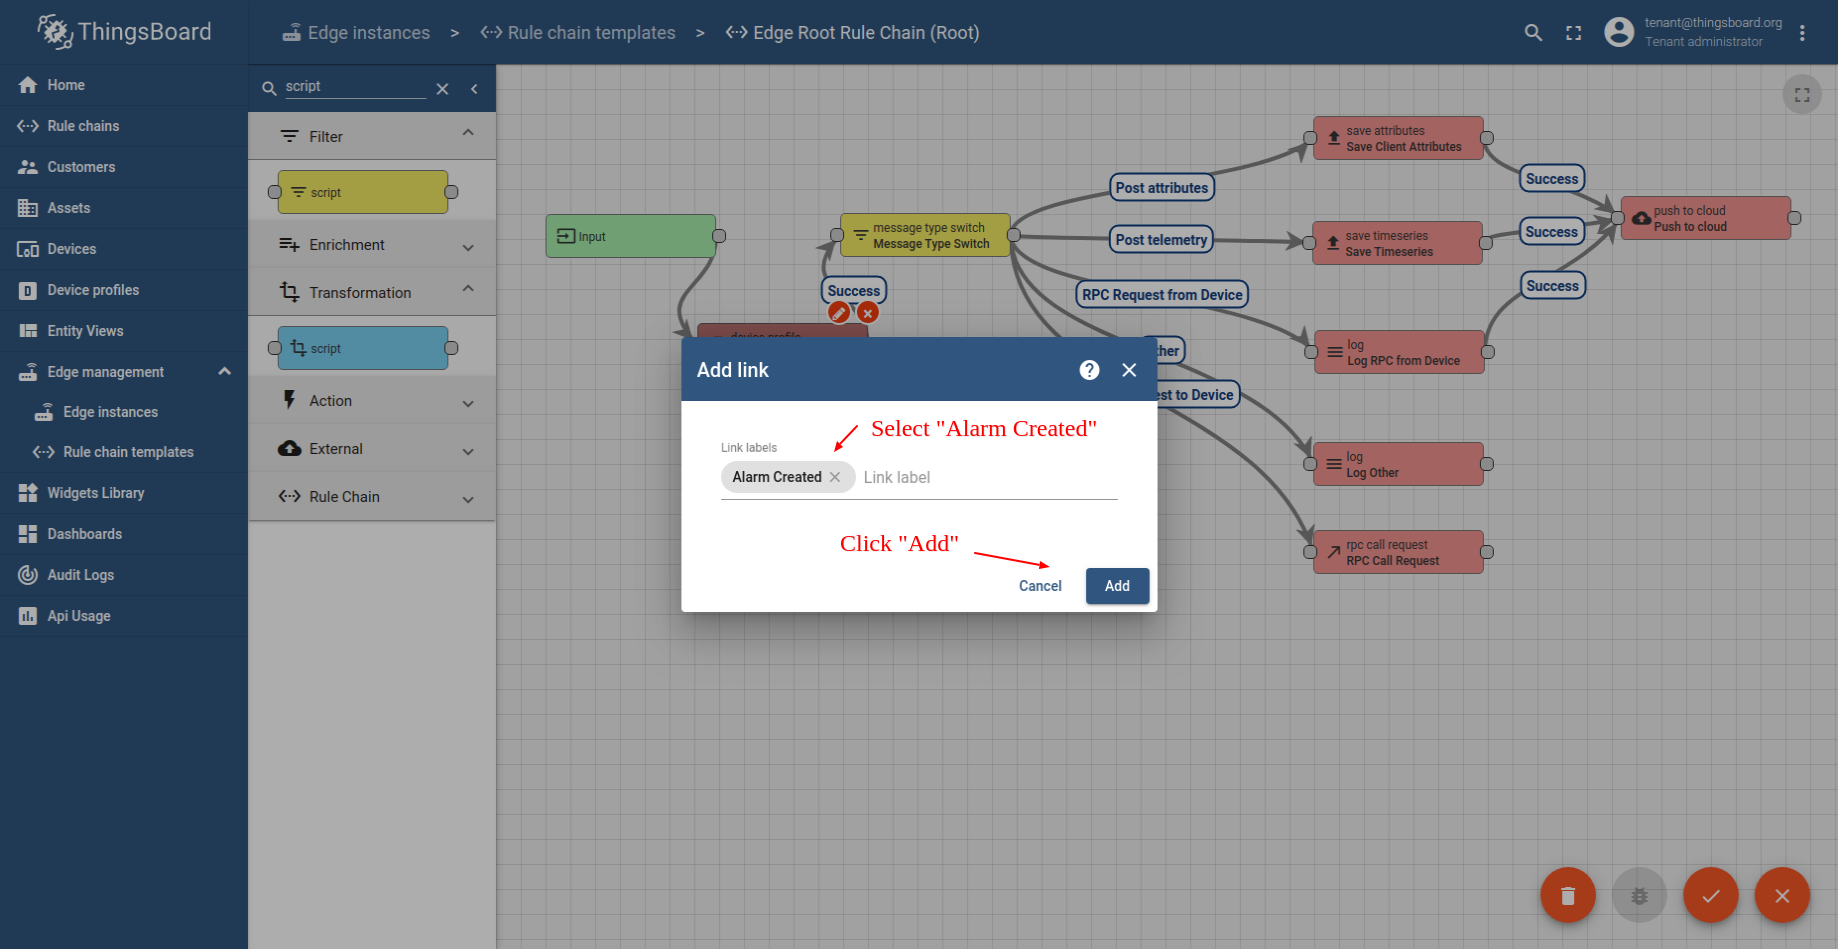 ThingsBoard
Edge instances > Rule chain templates > Edge Root Rule Chain (Root)
tenant@thingsboard.org
Tenant administrator
Home
Rule chains
Customers
Assets
Devices
Device profiles
Entity Views
Edge management
Edge instances
Rule chain templates
Widgets Library
Dashboards
Audit Logs
Api Usage
script
Filter
script
Enrichment
Transformation
script
Action
External
Rule Chain
Input
message type switch
Message Type Switch
Success
device profile
Post attributes
Post telemetry
RPC Request from Device
ther
est to Device
save attributes
Save Client Attributes
save timeseries
Save Timeseries
log
Log RPC from Device
log
Log Other
rpc call request
RPC Call Request
Success
Success
Success
push to cloud
Push to cloud
Add link
?
Select "Alarm Created"
Link labels
Alarm Created
Link label
Click "Add"
Cancel
Add